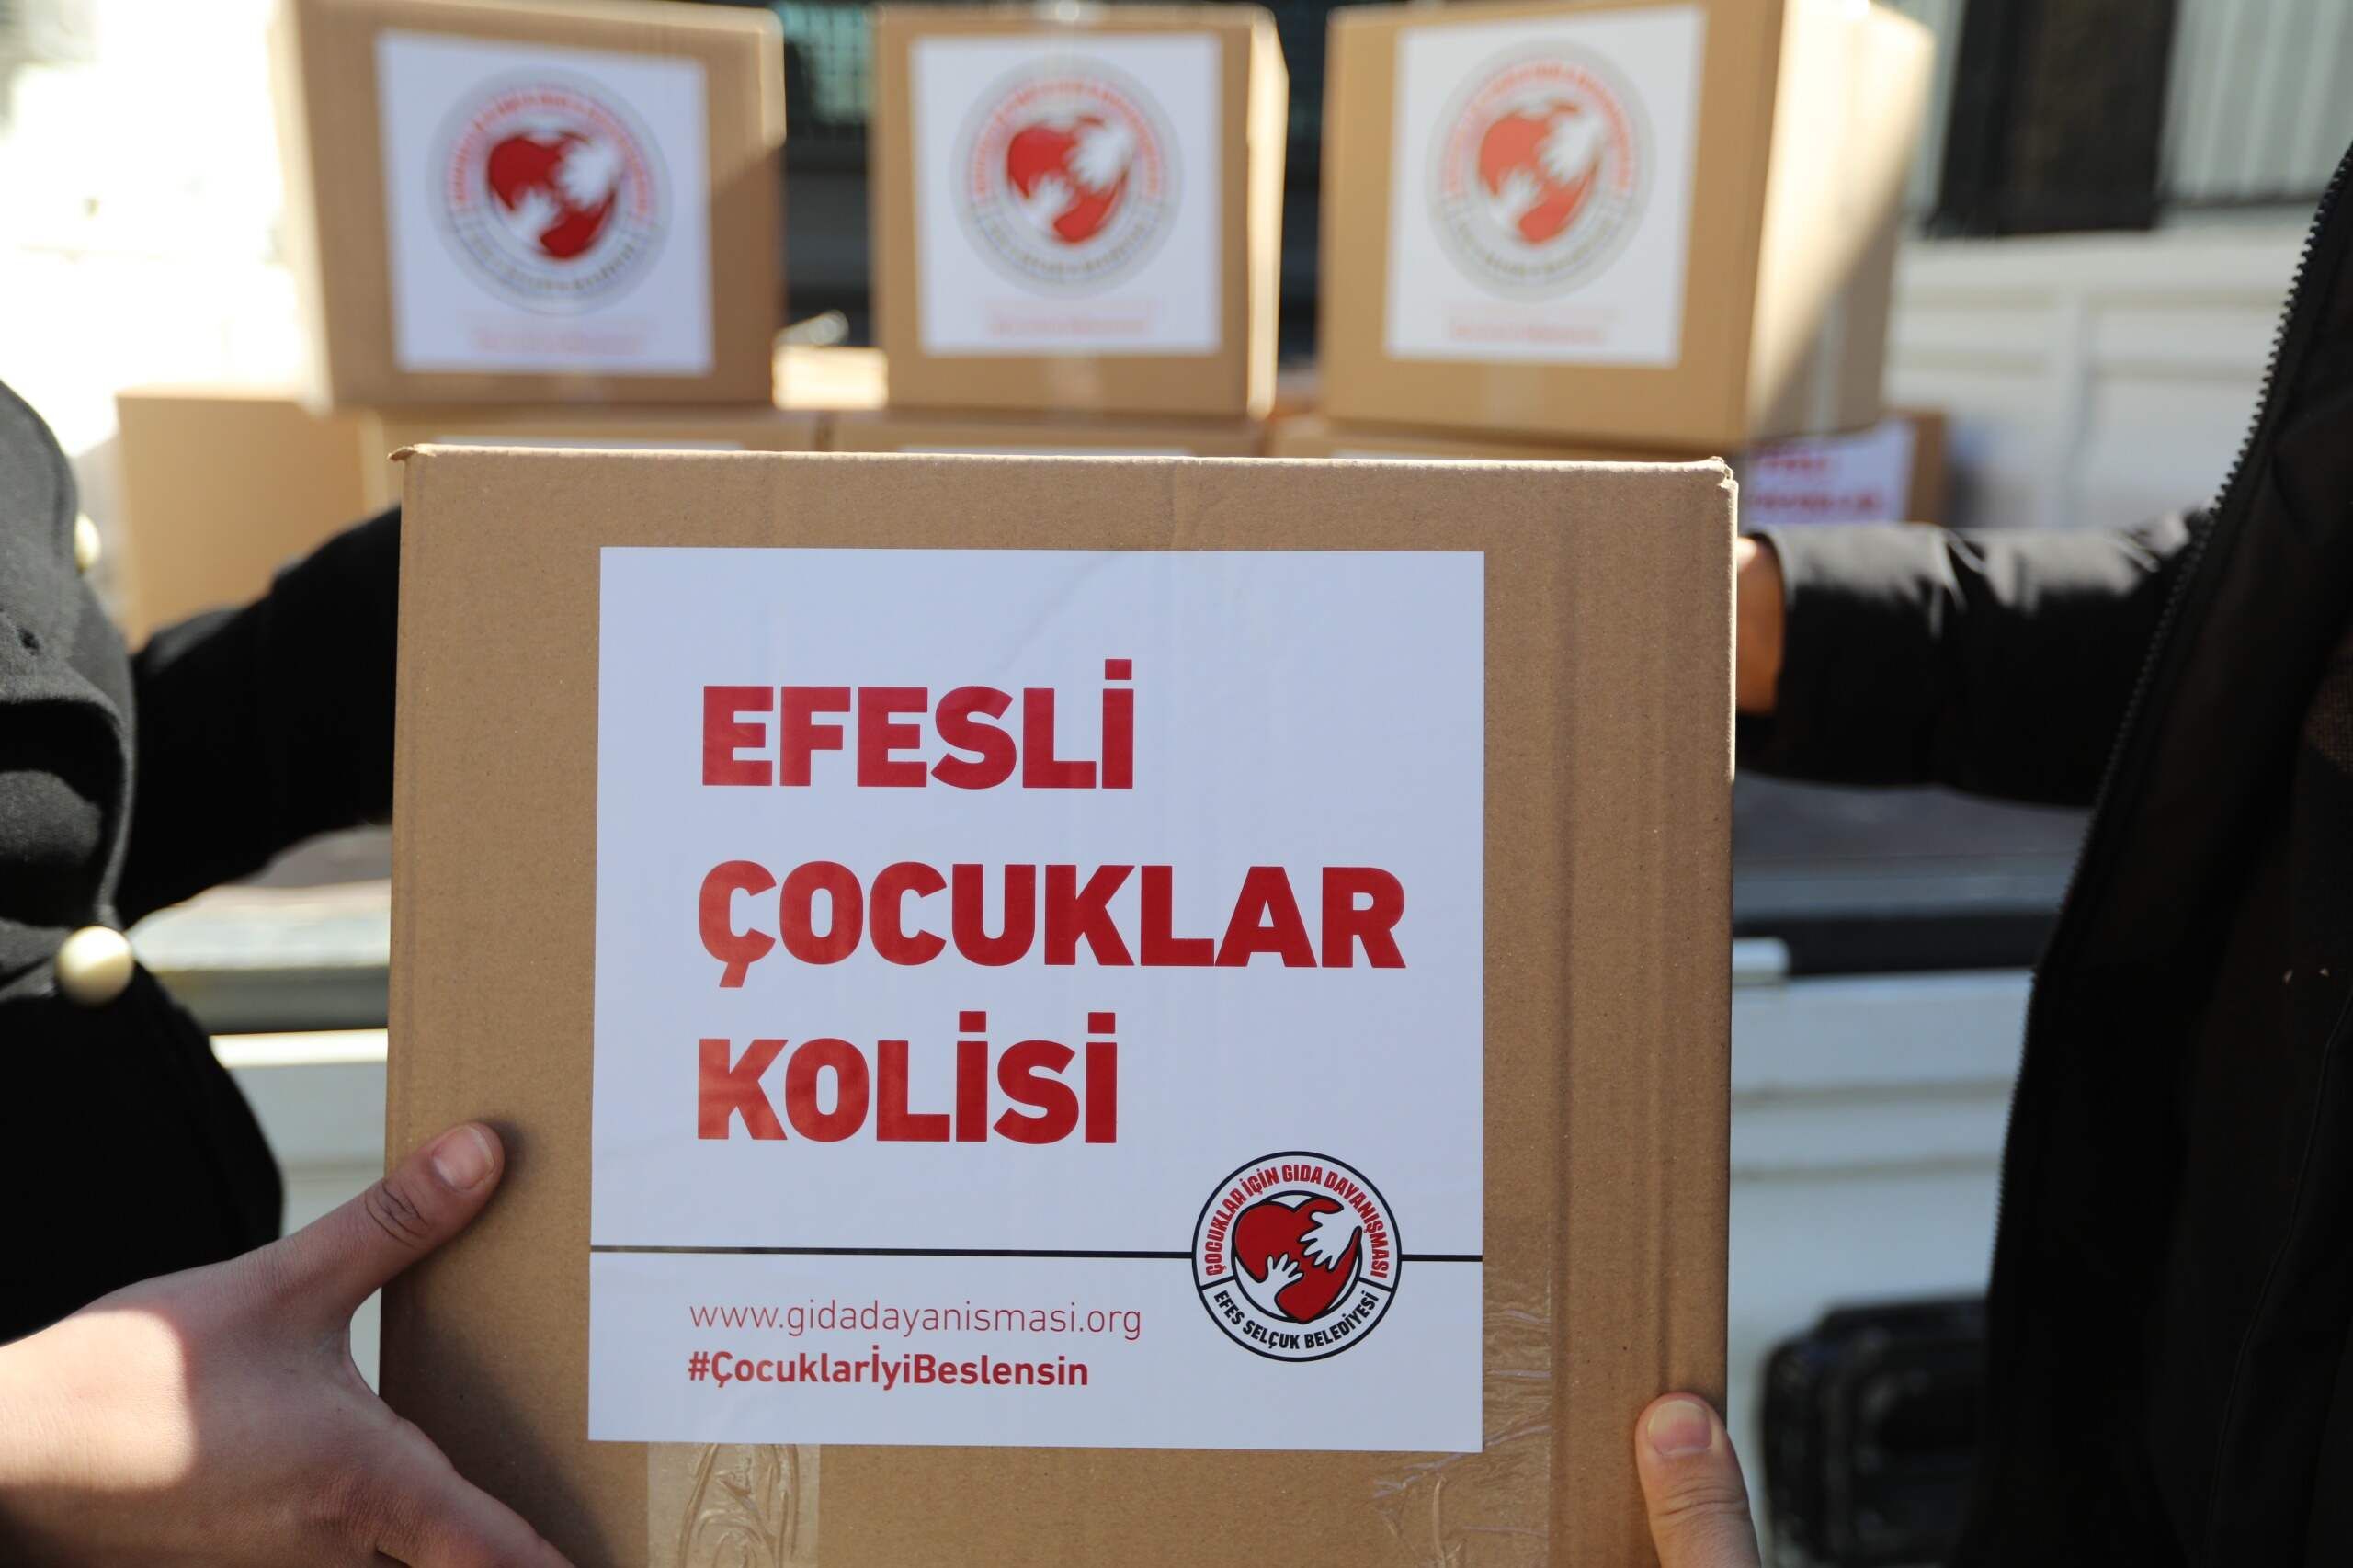 EFESLİ
ÇOCUKLAR
KOLİSİ
ÇOCUKLAR İÇİN GIDA DAYANIŞMASI
EFES SELÇUK BELEDİYESİ
www.gidadayanismasi.org
#ÇocuklarİyiBeslensin